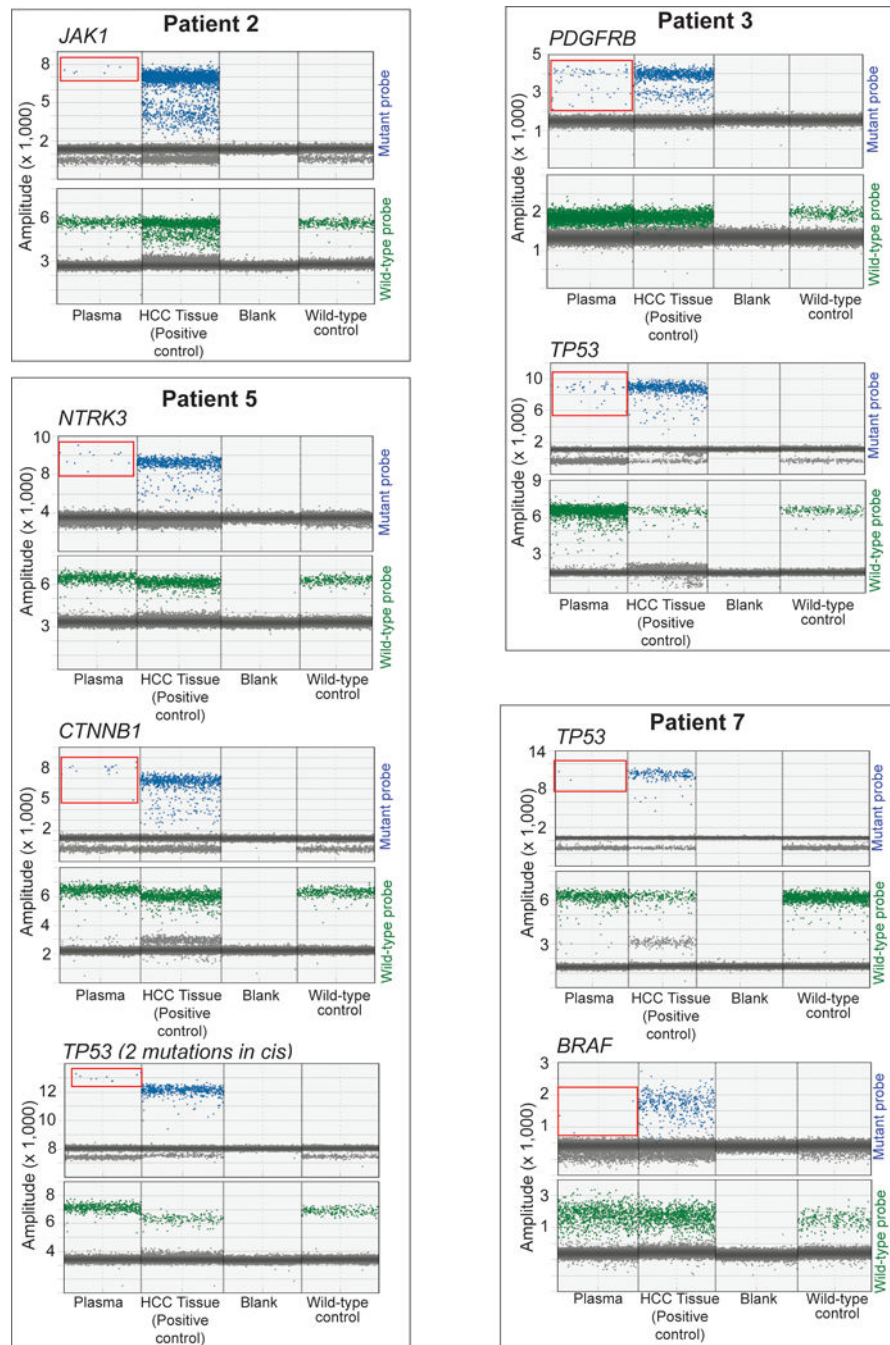 Patient 2
JAK1
8
5
2
Amplitude (x 1,000)
Mutant probe
6
3
Wild-type probe
Plasma
HCC Tissue
(Positive
control)
Blank
Wild-type
control
Patient 5
NTRK3
10
8
4
Amplitude (x 1,000)
Mutant probe
6
3
Wild-type probe
Plasma
HCC Tissue
(Positive
control)
Blank
Wild-type
control
CTNNB1
8
5
2
Amplitude (x 1,000)
Mutant probe
6
4
2
Wild-type probe
Plasma
HCC Tissue
(Positive
control)
Blank
Wild-type
control
TP53 (2 mutations in cis)
12
8
Amplitude (x 1,000)
Mutant probe
8
6
4
Wild-type probe
Plasma
HCC Tissue
(Positive
control)
Blank
Wild-type
control
Patient 3
PDGFRB
5
3
1
Amplitude (x 1,000)
Mutant probe
2
1
Wild-type probe
Plasma
HCC Tissue
(Positive
control)
Blank
Wild-type
control
TP53
10
6
2
Amplitude (x 1,000)
Mutant probe
9
6
3
Wild-type probe
Plasma
HCC Tissue
(Positive
control)
Blank
Wild-type
control
Patient 7
TP53
14
10
2
Amplitude (x 1,000)
Mutant probe
6
3
Wild-type probe
Plasma
HCC Tissue
(Positive
control)
Blank
Wild-type
control
BRAF
3
2
1
Amplitude (x 1,000)
Mutant probe
3
1
Wild-type probe
Plasma
HCC Tissue
(Positive
control)
Blank
Wild-type
control